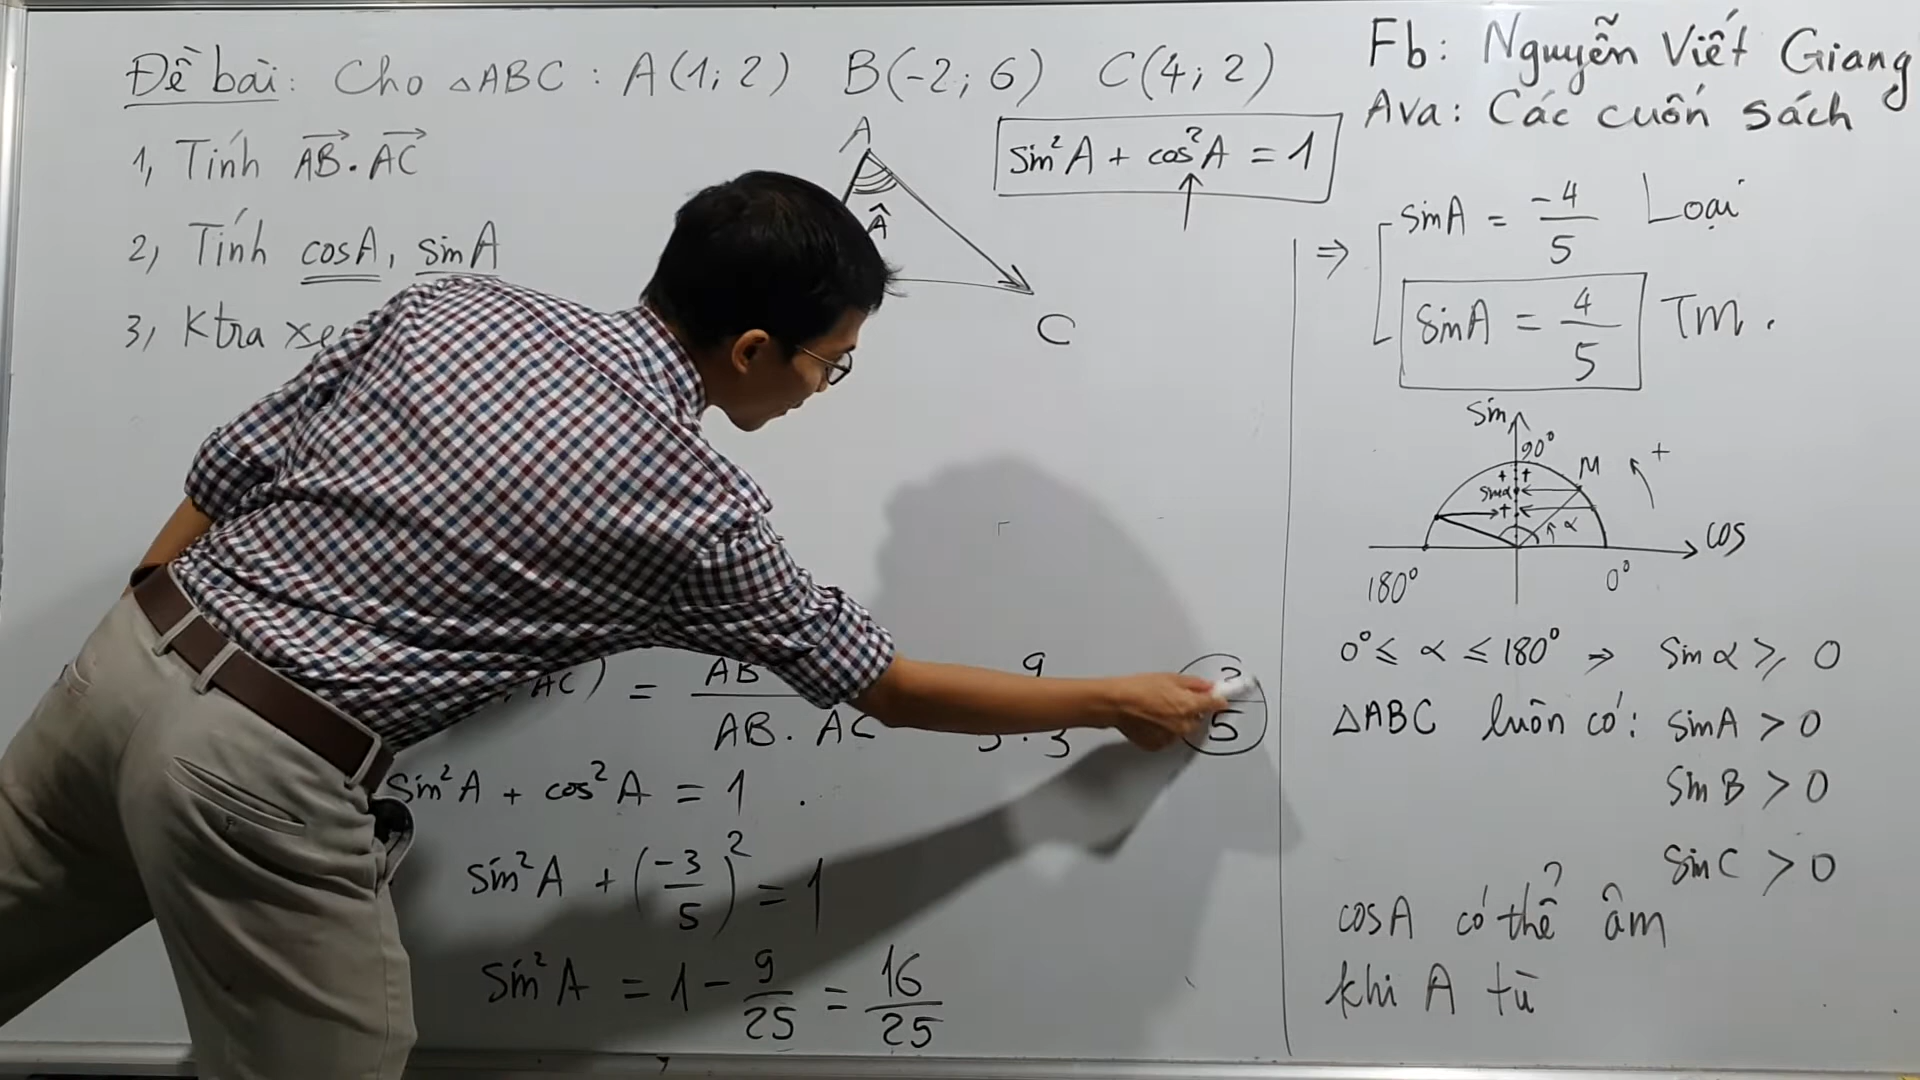 Đề bài: Cho △ABC : A(1; 2) B(-2; 6) C(4; 2)
1, Tính AB . AC
2, Tính cosA, sinA
3, Ktra
A
Â
C
sin²A + cos²A = 1
AC) = AB
AB . AC
9
5
sin²A + cos²A = 1 .
sin²A + (-3/5)² = 1
sin²A = 1 - 9/25 = 16/25
Fb: Nguyễn Viết Giang
Ava: Các cuốn sách
⇒ sinA = -4/5 Loại
sinA = 4/5 Tm .
sin
90°
M
+
+ +
sinα
+
α
cos
180°
0°
0° ≤ α ≤ 180° → sinα ≥ 0
△ABC luôn có: sinA > 0
sinB > 0
sinC > 0
cosA có thể âm
khi A tù